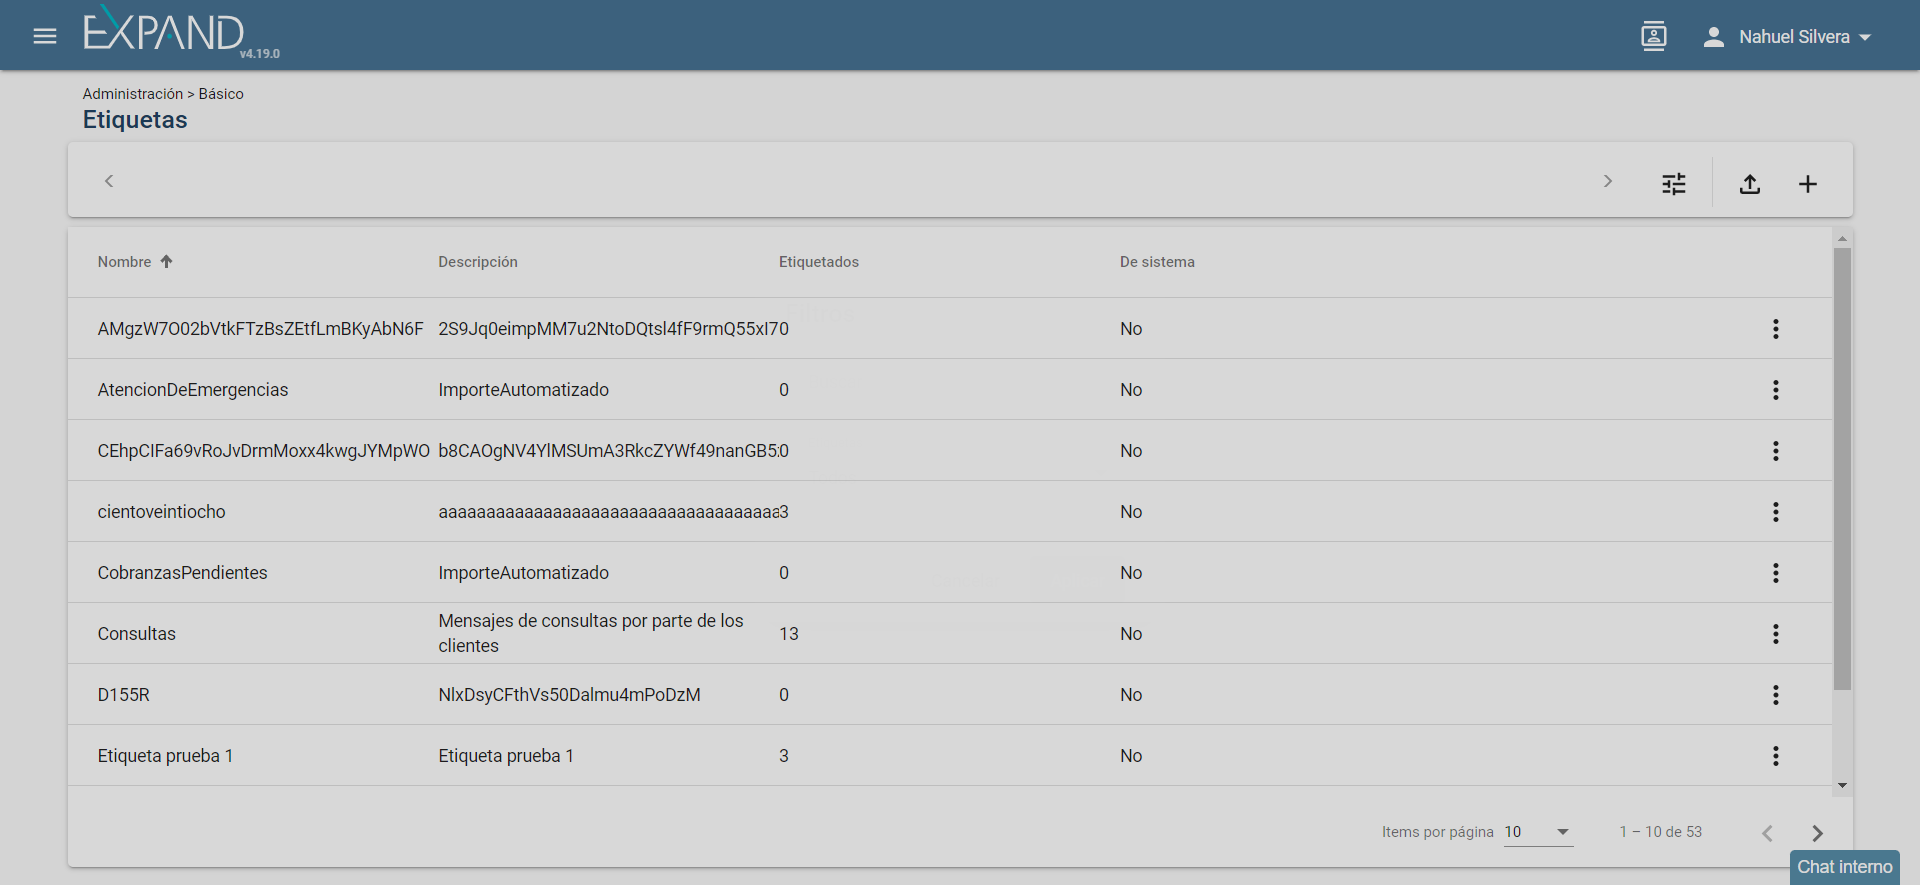 EXPAND
v4.19.0
Nahuel Silvera
Administración > Básico
Etiquetas
Nombre Descripción Etiquetados De sistema
AMgzW7O02bVtkFTzBsZEtfLmBKyAbN6F 2S9Jq0eimpMM7u2NtoDQtsl4fF9rmQ55xI70 No
AtencionDeEmergencias ImporteAutomatizado 0 No
CEhpCIFa69vRoJvDrmMoxx4kwgJYMpWO b8CAOgNV4YlMSUmA3RkcZYWf49nanGB5:0 No
cientoveintiocho aaaaaaaaaaaaaaaaaaaaaaaaaaaaaaaaaaaa3 No
CobranzasPendientes ImporteAutomatizado 0 No
Consultas Mensajes de consultas por parte de los clientes 13 No
D155R NlxDsyCFthVs50Dalmu4mPoDzM 0 No
Etiqueta prueba 1 Etiqueta prueba 1 3 No
Items por página 10 1 – 10 de 53
Chat interno